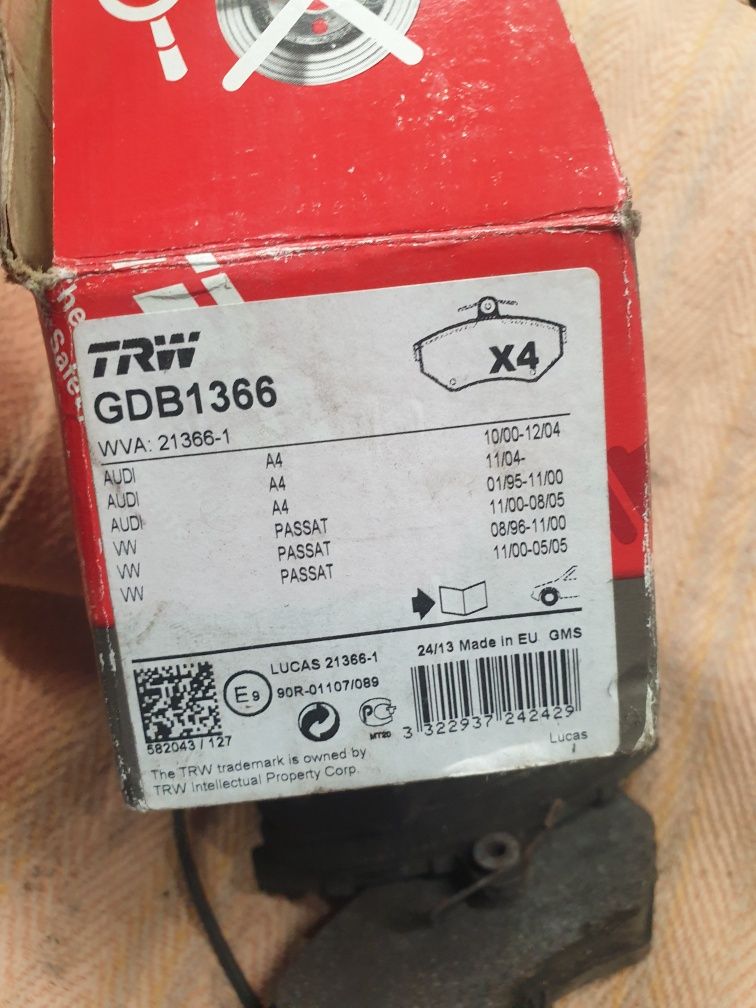 he
Safe
TRW
X4
GDB1366
WVA: 21366-1
AUDI A4 10/00-12/04
AUDI A4 11/04-
AUDI A4 01/95-11/00
VW PASSAT 11/00-08/05
VW PASSAT 08/96-11/00
VW PASSAT 11/00-05/05
24/13 Made in EU GMS
LUCAS 21366-1
E9
90R-01107/089
MT20
3 322937 242429
582043 / 127
Lucas
The TRW trademark is owned by
TRW Intellectual Property Corp.